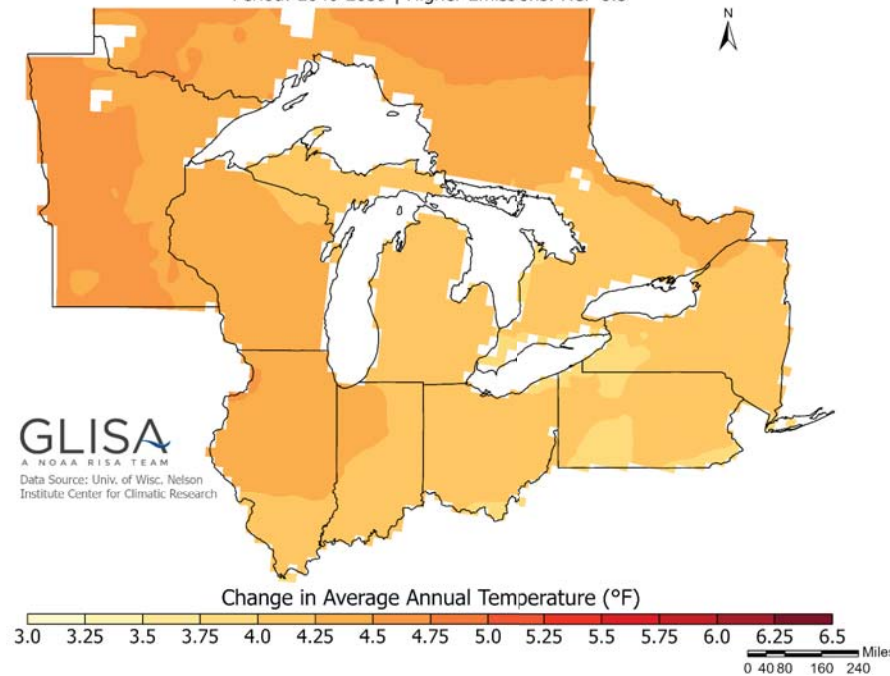 N
GLISA
A NOAA RISA TEAM
Data Source: Univ. of Wisc. Nelson
Institute Center for Climatic Research
Change in Average Annual Temperature (°F)
3.0 3.25 3.5 3.75 4.0 4.25 4.5 4.75 5.0 5.25 5.5 5.75 6.0 6.25 6.5
Miles
0 40 80 160 240